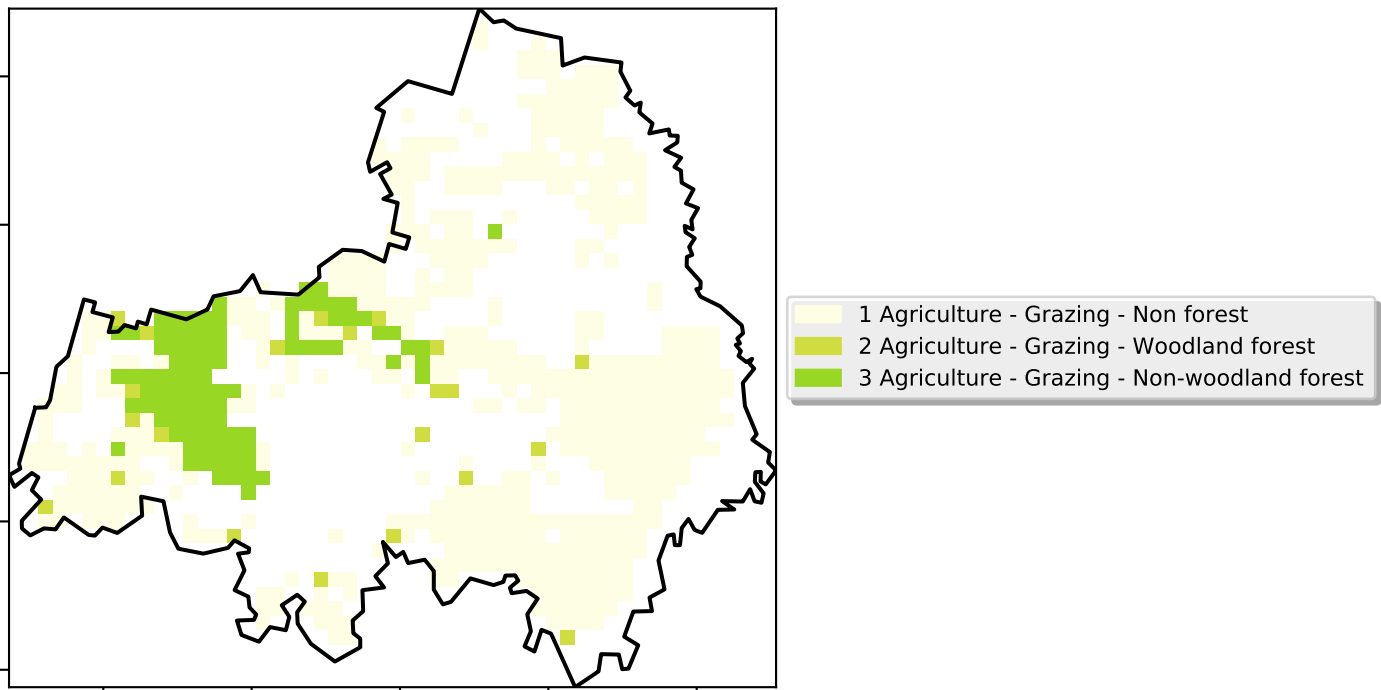 1 Agriculture - Grazing - Non forest
2 Agriculture - Grazing - Woodland forest
3 Agriculture - Grazing - Non-woodland forest